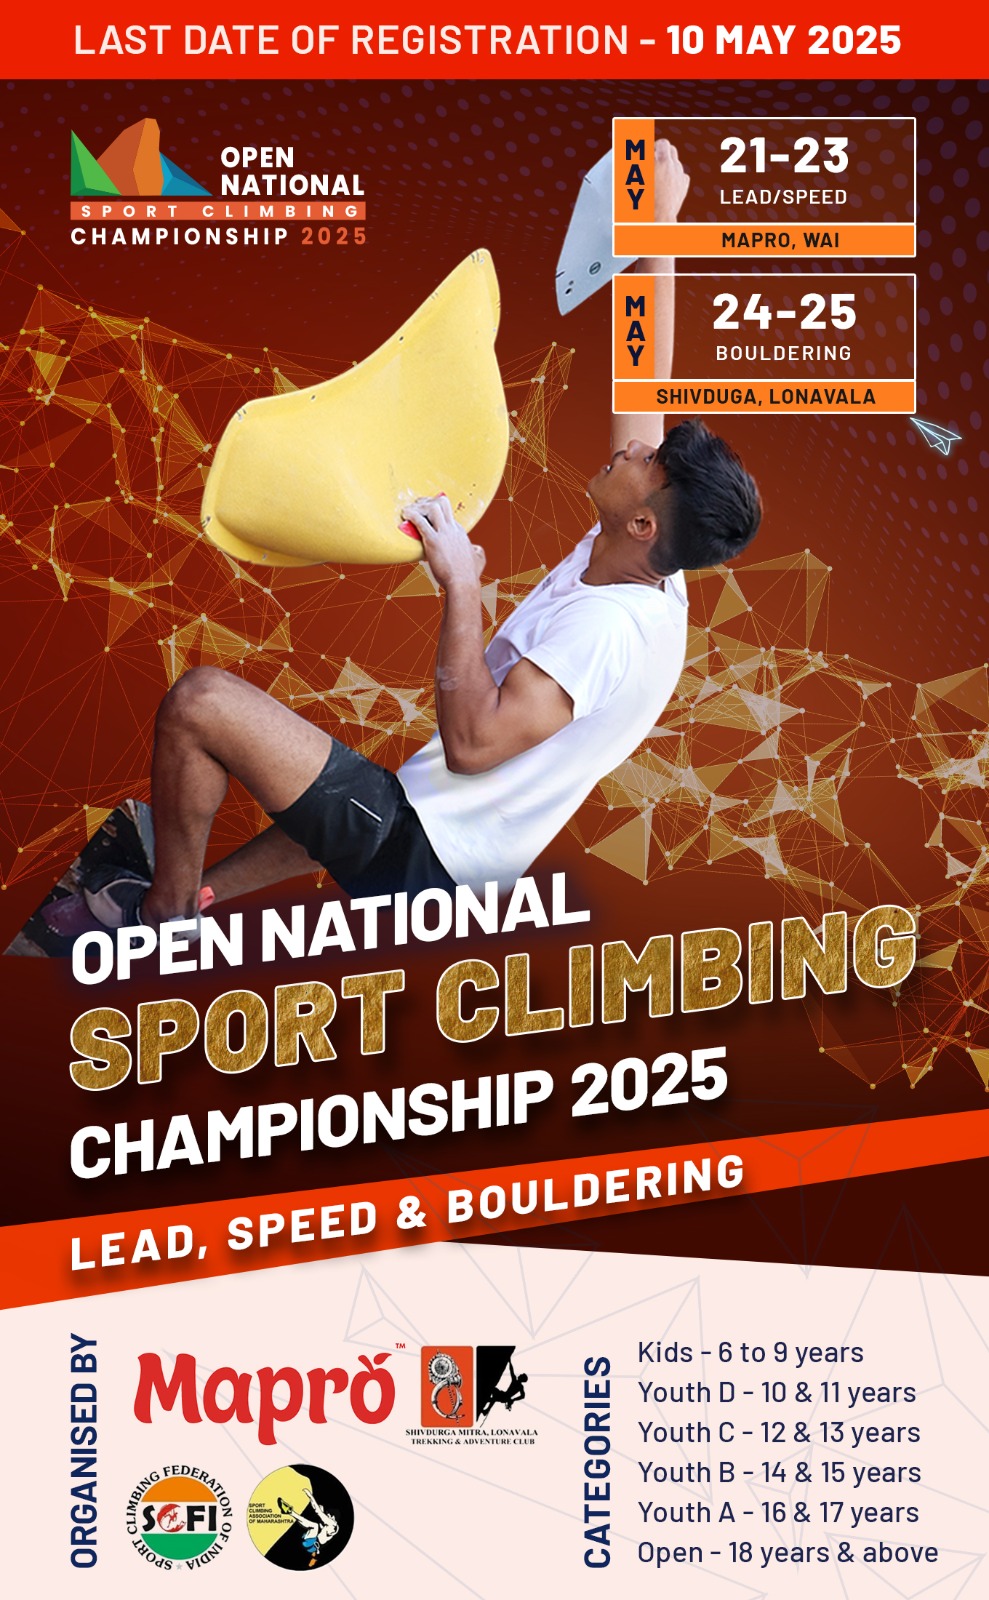 LAST DATE OF REGISTRATION - 10 MAY 2025
OPEN
NATIONAL
SPORT CLIMBING
CHAMPIONSHIP 2025
MAY
21-23
LEAD/SPEED
MAPRO, WAI
MAY
24-25
BOULDERING
SHIVDUGA, LONAVALA
OPEN NATIONAL
SPORT CLIMBING
CHAMPIONSHIP 2025
LEAD, SPEED & BOULDERING
ORGANISED BY
Mapro™
SHIVDURGA MITRA, LONAVALA
TREKKING & ADVENTURE CLUB
SPORT CLIMBING FEDERATION OF INDIA
SCFI
SPORT
CLIMBING
ASSOCIATION
OF MAHARASHTRA
CATEGORIES
Kids - 6 to 9 years
Youth D - 10 & 11 years
Youth C - 12 & 13 years
Youth B - 14 & 15 years
Youth A - 16 & 17 years
Open - 18 years & above